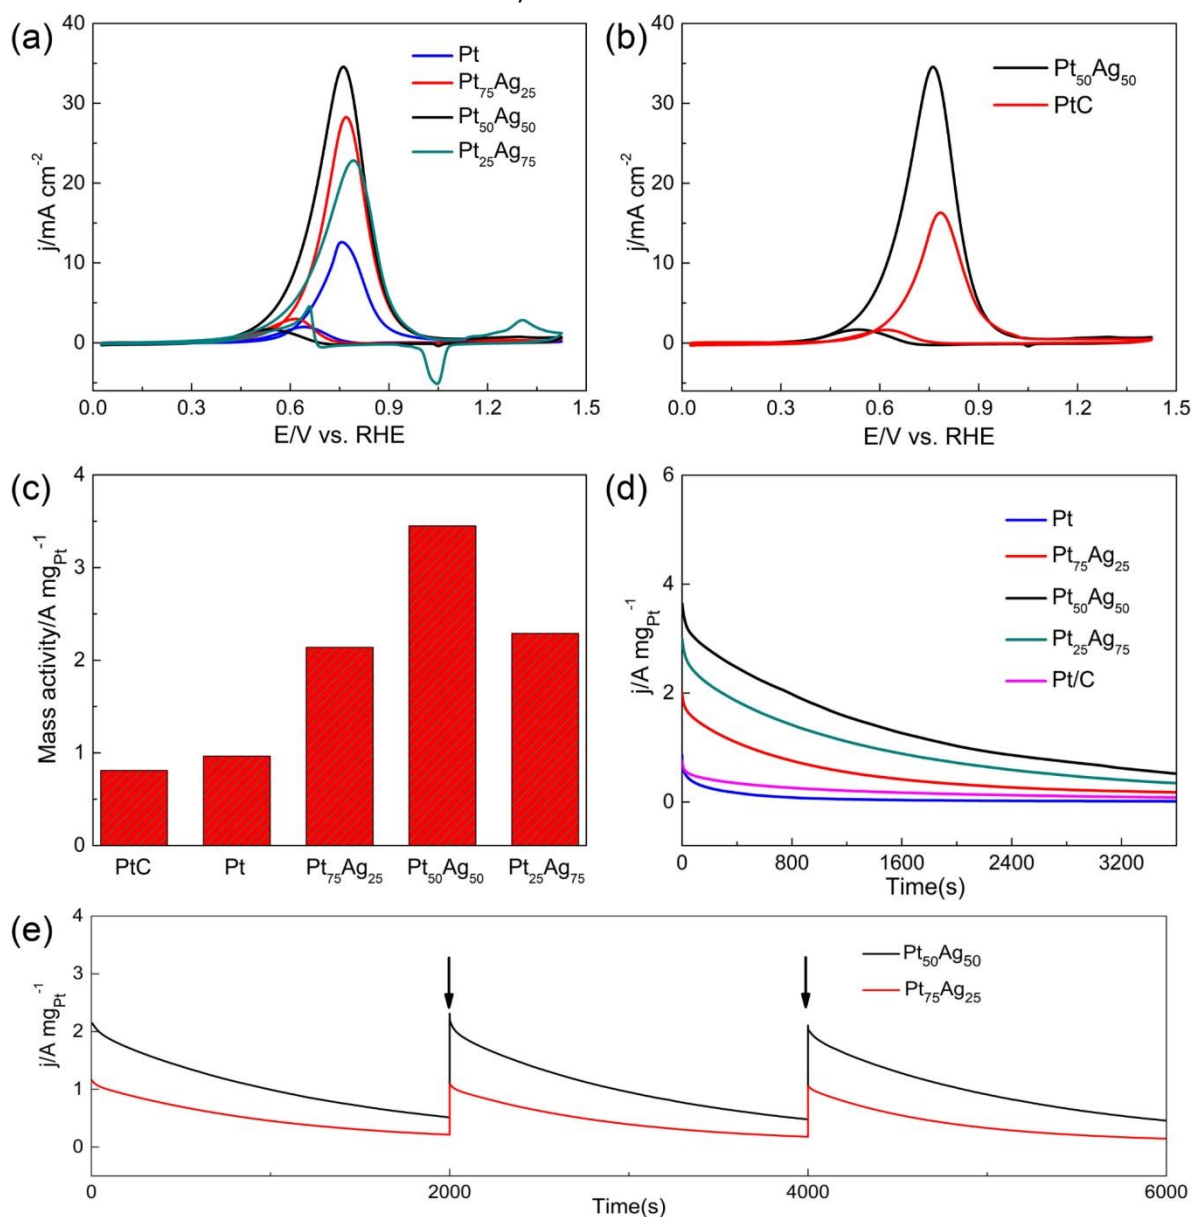 (a)
40
30
20
10
0
j/mA cm⁻²
Pt
Pt₇₅Ag₂₅
Pt₅₀Ag₅₀
Pt₂₅Ag₇₅
0.0 0.3 0.6 0.9 1.2 1.5
E/V vs. RHE
(b)
40
30
20
10
0
j/mA cm⁻²
Pt₅₀Ag₅₀
PtC
0.0 0.3 0.6 0.9 1.2 1.5
E/V vs. RHE
(c)
4
3
2
1
0
Mass activity/A mg_Pt⁻¹
PtC Pt Pt₇₅Ag₂₅ Pt₅₀Ag₅₀ Pt₂₅Ag₇₅
(d)
6
4
2
0
j/A mg_Pt⁻¹
Pt
Pt₇₅Ag₂₅
Pt₅₀Ag₅₀
Pt₂₅Ag₇₅
Pt/C
0 800 1600 2400 3200
Time(s)
(e)
4
3
2
1
0
j/A mg_Pt⁻¹
Pt₅₀Ag₅₀
Pt₇₅Ag₂₅
0 2000 4000 6000
Time(s)